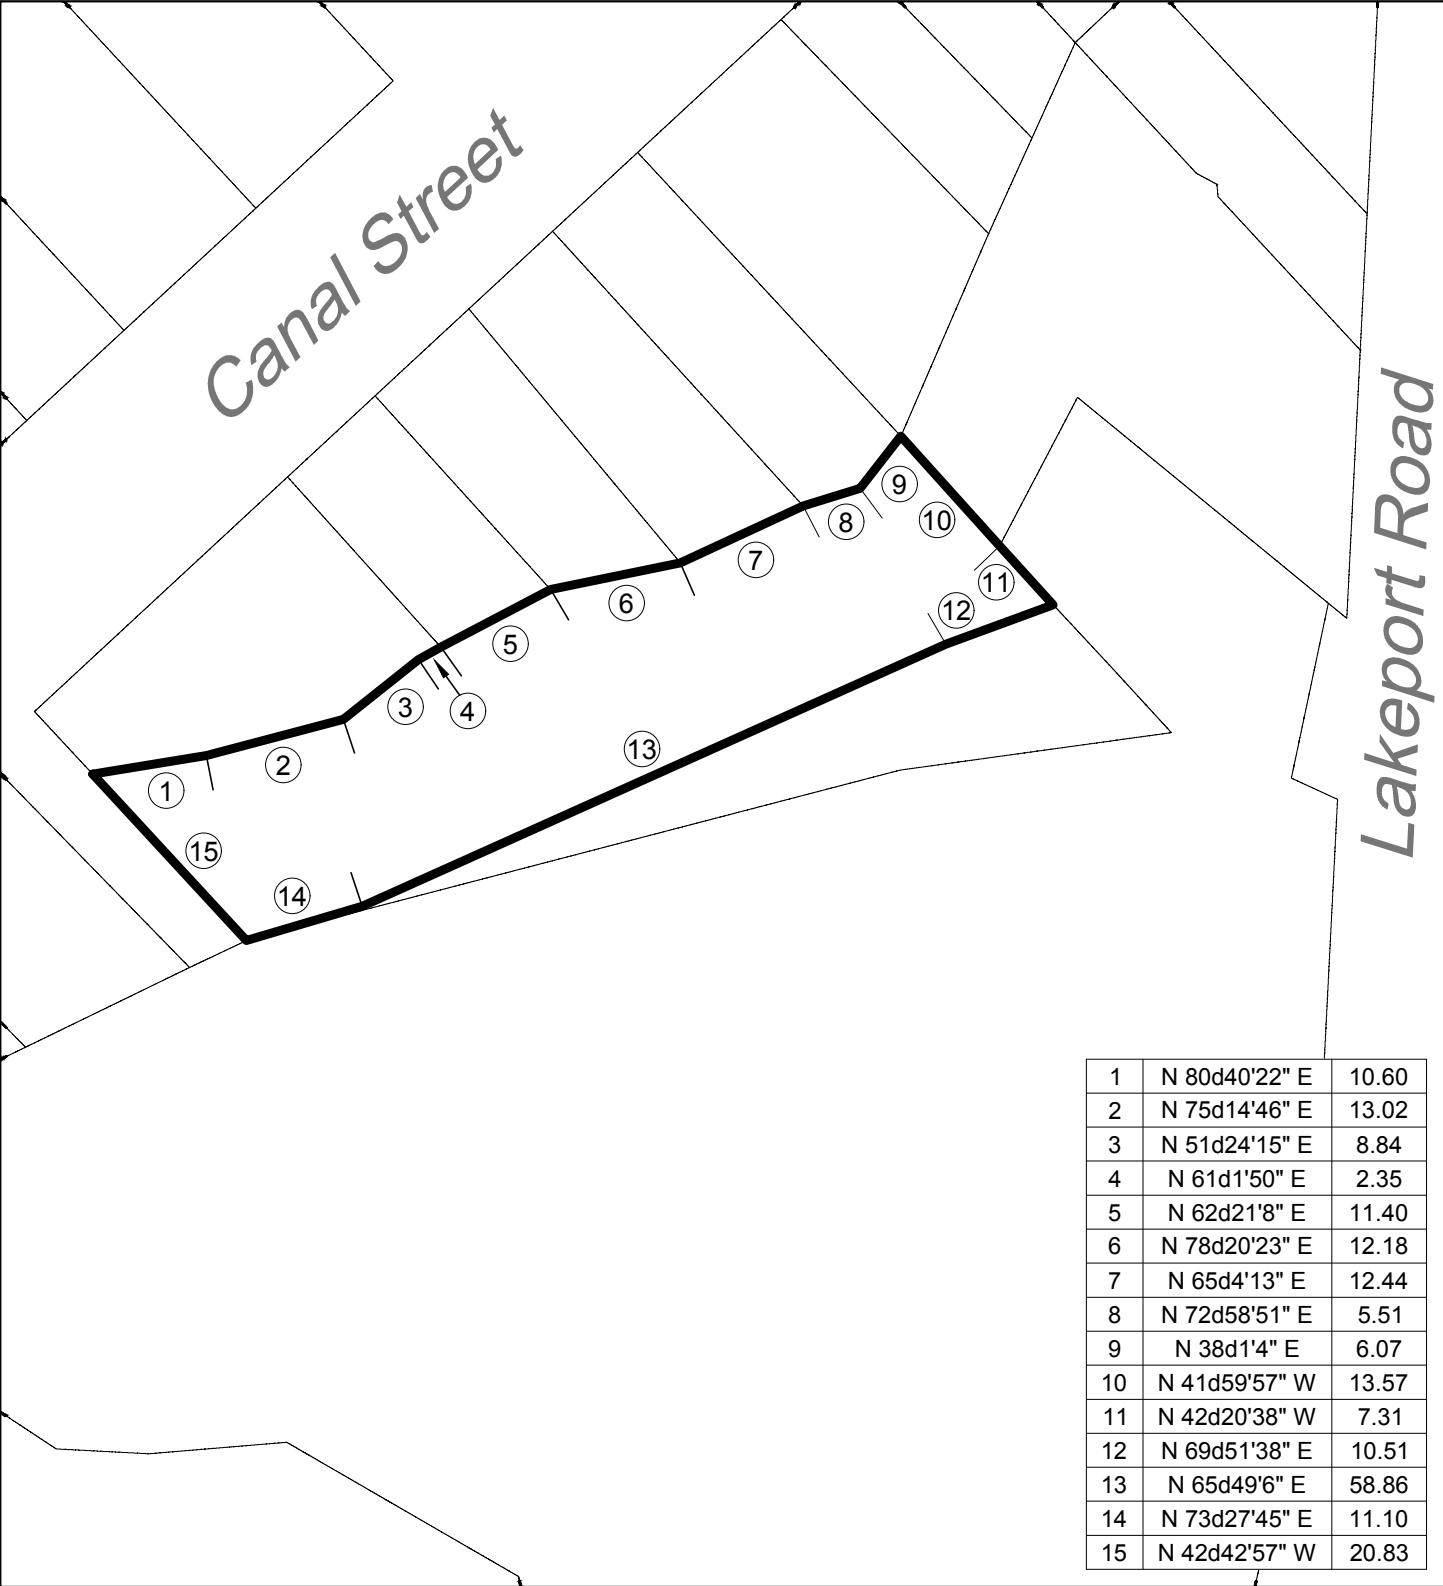 Canal Street
Lakeport Road
9
8
10
7
11
6
12
5
3
4
13
2
1
15
14
1 N 80d40'22" E 10.60
2 N 75d14'46" E 13.02
3 N 51d24'15" E 8.84
4 N 61d1'50" E 2.35
5 N 62d21'8" E 11.40
6 N 78d20'23" E 12.18
7 N 65d4'13" E 12.44
8 N 72d58'51" E 5.51
9 N 38d1'4" E 6.07
10 N 41d59'57" W 13.57
11 N 42d20'38" W 7.31
12 N 69d51'38" E 10.51
13 N 65d49'6" E 58.86
14 N 73d27'45" E 11.10
15 N 42d42'57" W 20.83